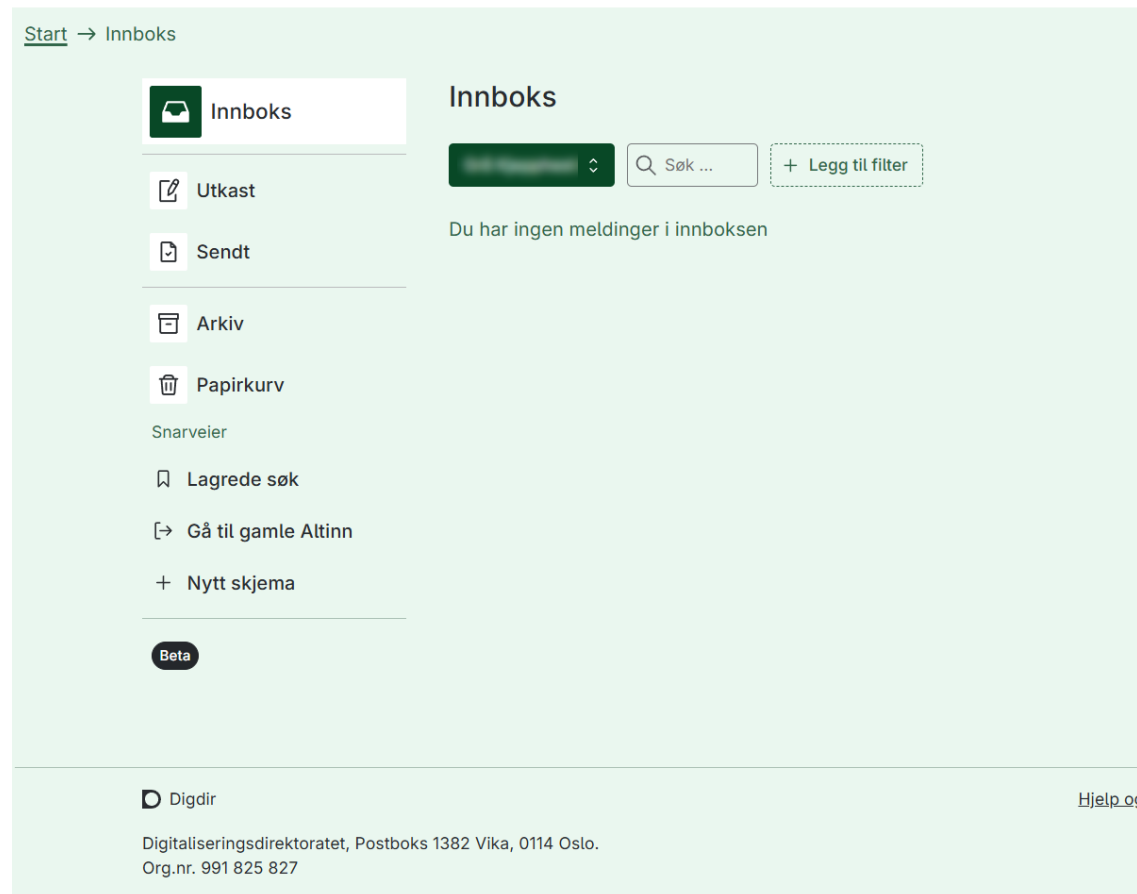 Start → Innboks
Innboks
Utkast
Sendt
Arkiv
Papirkurv
Snarveier
Lagrede søk
Gå til gamle Altinn
Nytt skjema
Beta
Innboks
Søk ...
+ Legg til filter
Du har ingen meldinger i innboksen
Digdir
Digitaliseringsdirektoratet, Postboks 1382 Vika, 0114 Oslo.
Org.nr. 991 825 827
Hjelp